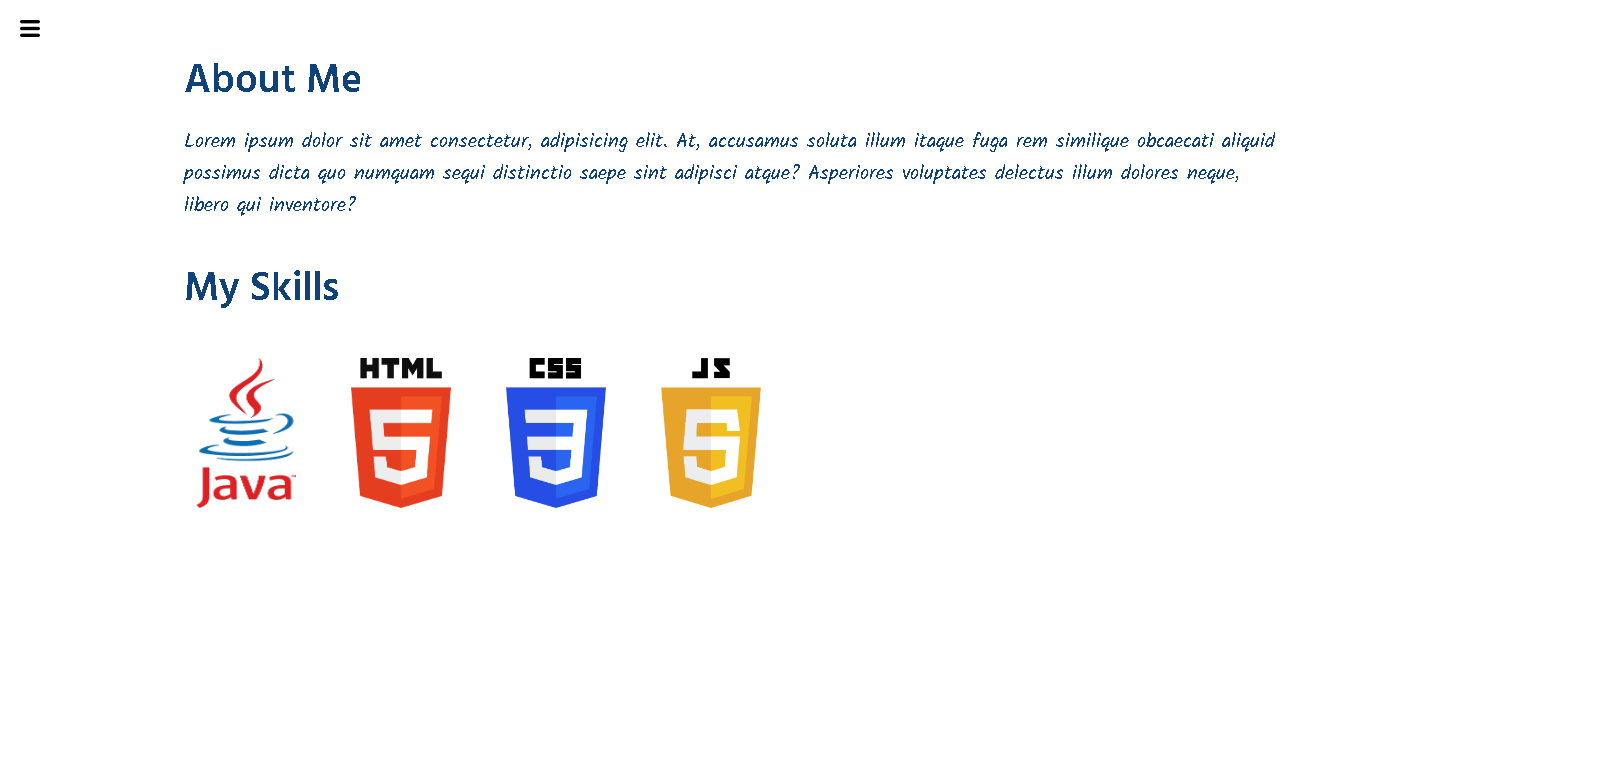 About Me
Lorem ipsum dolor sit amet consectetur, adipisicing elit. At, accusamus soluta illum itaque fuga rem similique obcaecati aliquid
possimus dicta quo numquam sequi distinctio saepe sint adipisci atque? Asperiores voluptates delectus illum dolores neque,
libero qui inventore?
My Skills
HTML CSS JS
5 3 5
Java